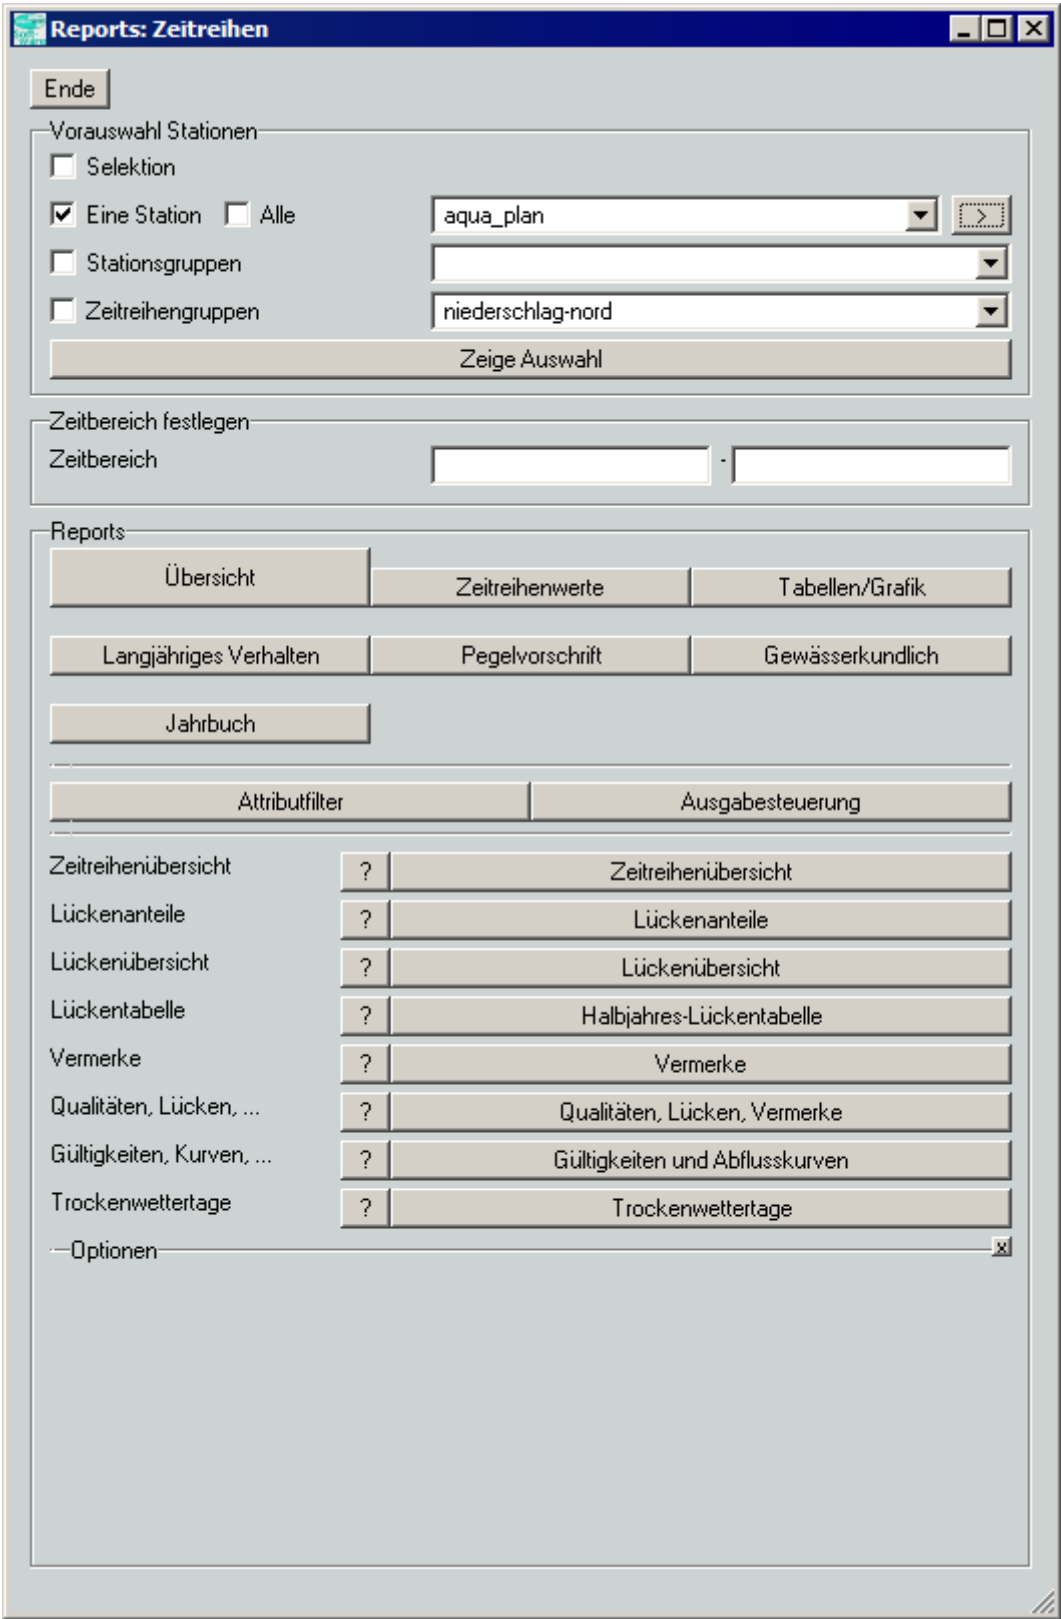 Reports: Zeitreihen
Ende
Vorauswahl Stationen
Selektion
Eine Station Alle aqua_plan >
Stationsgruppen
Zeitreihengruppen niederschlag-nord
Zeige Auswahl
Zeitbereich festlegen
Zeitbereich -
Reports
Übersicht Zeitreihenwerte Tabellen/Grafik
Langjähriges Verhalten Pegelvorschrift Gewässerkundlich
Jahrbuch
Attributfilter Ausgabesteuerung
Zeitreihenübersicht ? Zeitreihenübersicht
Lückenanteile ? Lückenanteile
Lückenübersicht ? Lückenübersicht
Lückentabelle ? Halbjahres-Lückentabelle
Vermerke ? Vermerke
Qualitäten, Lücken, ... ? Qualitäten, Lücken, Vermerke
Gültigkeiten, Kurven, ... ? Gültigkeiten und Abflusskurven
Trockenwettertage ? Trockenwettertage
Optionen x